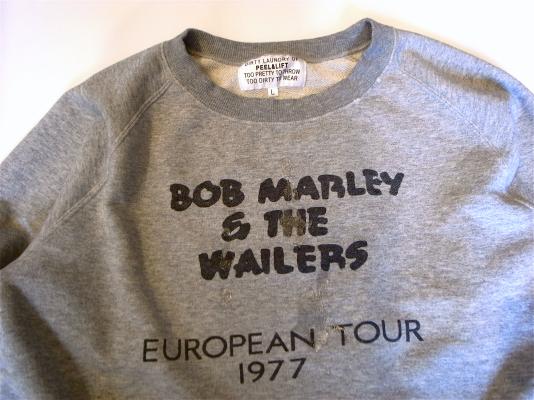 DIRTY LAUNDRY OF
PEEL&LIFT
TOO PRETTY TO THROW
TOO DIRTY TO WEAR
L
BOB MARLEY
& THE
WAILERS
EUROPEAN TOUR
1977